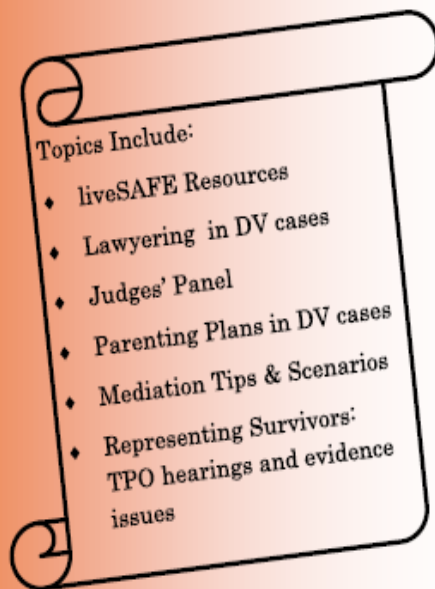 Topics Include:
♦ liveSAFE Resources
♦ Lawyering in DV cases
♦ Judges' Panel
♦ Parenting Plans in DV cases
♦ Mediation Tips & Scenarios
♦ Representing Survivors:
TPO hearings and evidence
issues